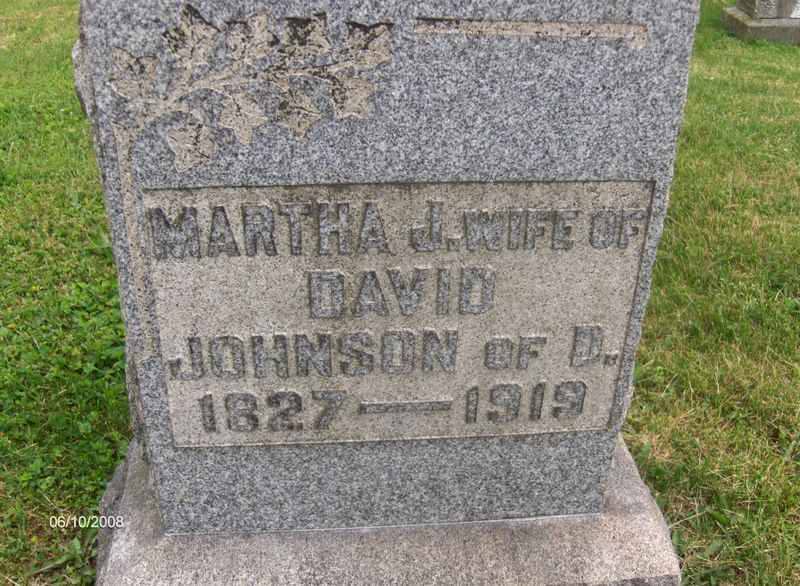 MARTHA J. WIFE OF
DAVID
JOHNSON OF D.
1827 — 1919
06/10/2008